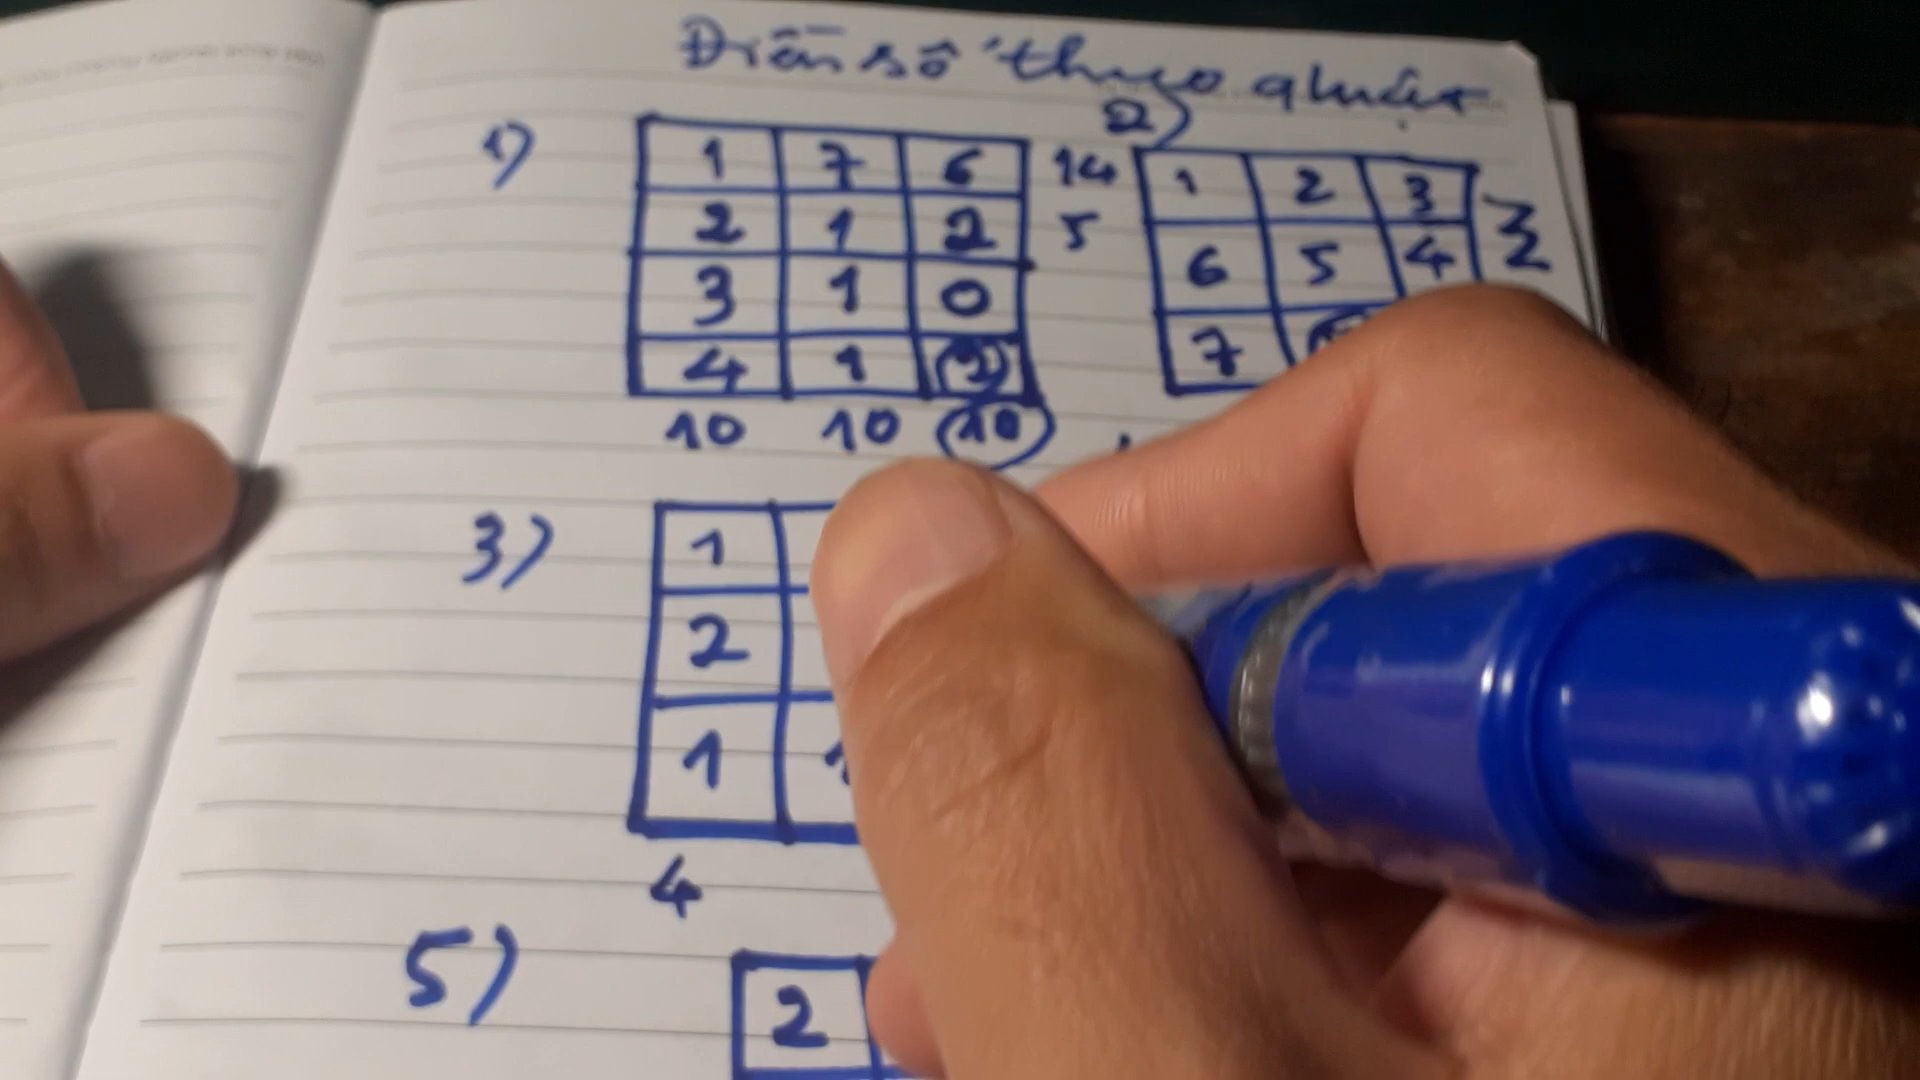 Điền số theo quy luật
1)
1 7 6 14
2 1 2 5
3 1 0
4 1 (2)
10 10 (10)
2)
1 2 3
6 5 4
7
3)
1
2
1 1
4
5)
2